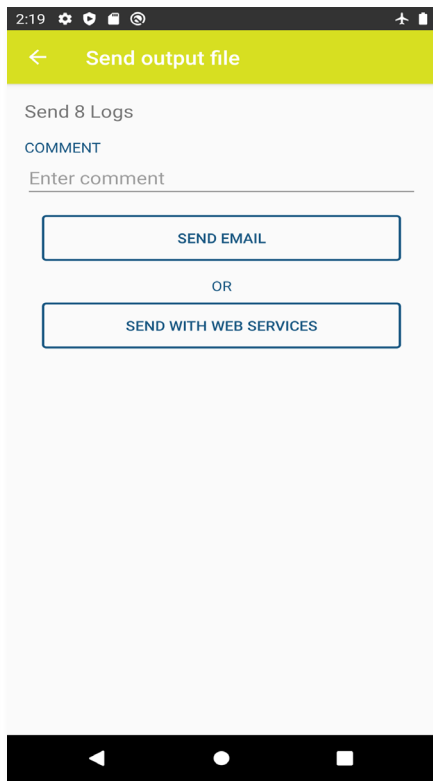 2:19
Send output file
Send 8 Logs
COMMENT
Enter comment
SEND EMAIL
OR
SEND WITH WEB SERVICES